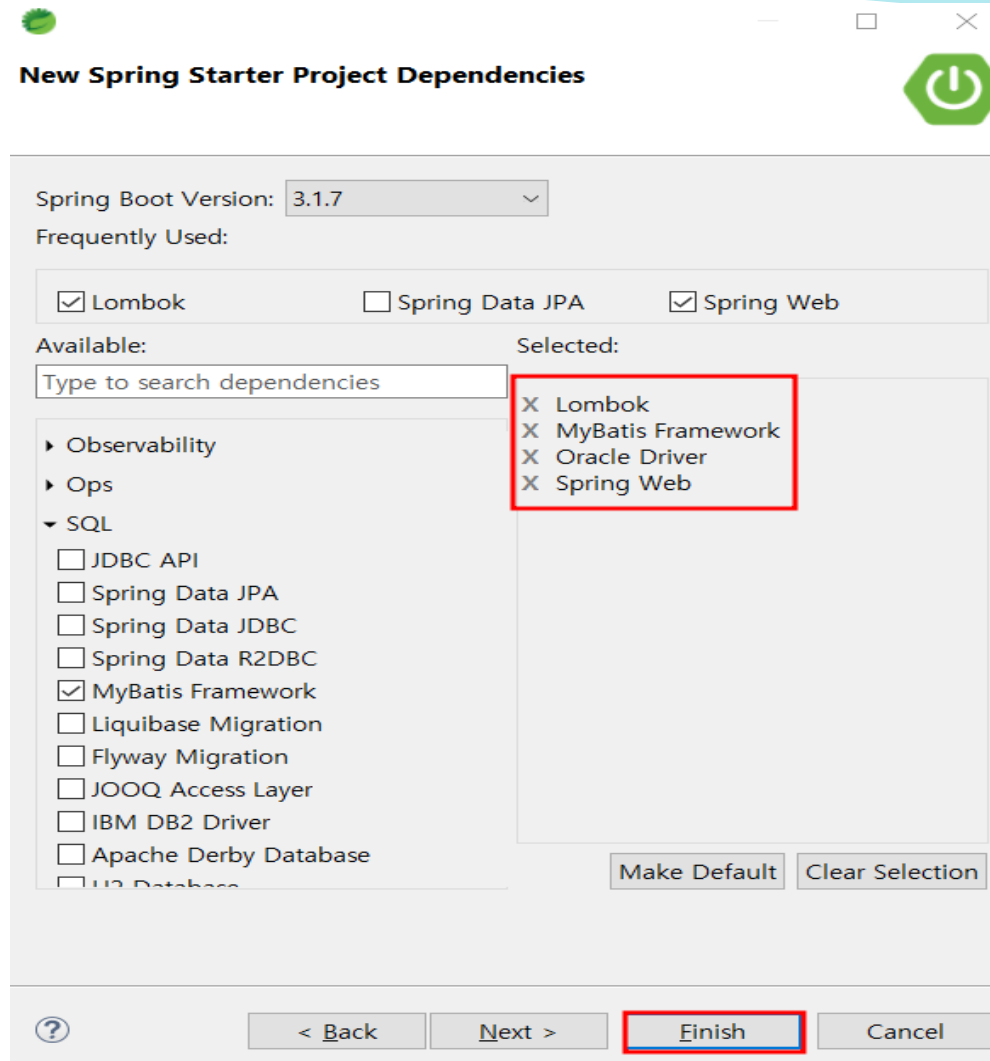 New Spring Starter Project Dependencies
Spring Boot Version: 3.1.7
Frequently Used:
Lombok Spring Data JPA Spring Web
Available: Selected:
Type to search dependencies
X Lombok
X MyBatis Framework
X Oracle Driver
X Spring Web
Observability
Ops
SQL
JDBC API
Spring Data JPA
Spring Data JDBC
Spring Data R2DBC
MyBatis Framework
Liquibase Migration
Flyway Migration
JOOQ Access Layer
IBM DB2 Driver
Apache Derby Database
H2 Database
Make Default Clear Selection
? < Back Next > Finish Cancel